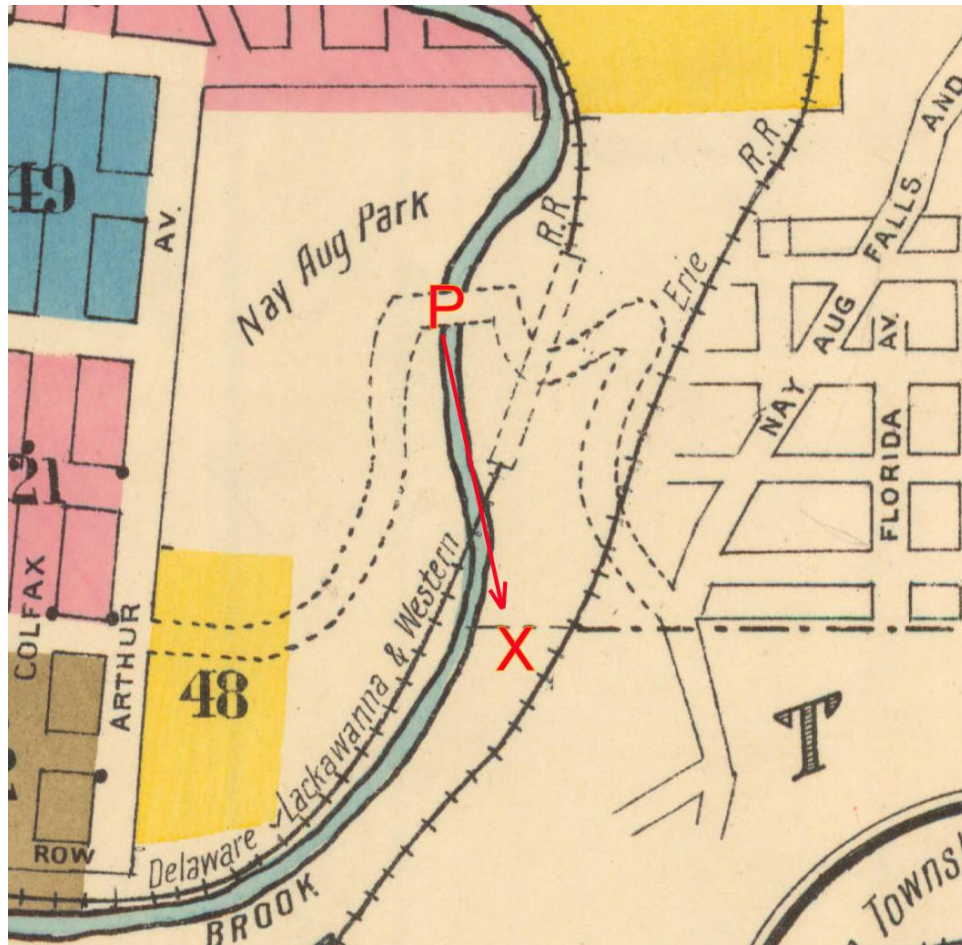 49
AV.
Nay Aug Park
R.R
R.R.
Erie
FALLS AND
NAY AUG
AV.
P
FLORIDA
21
COLFAX
ARTHUR
48
X
T
Delaware Lackawanna & Western
ROW
BROOK